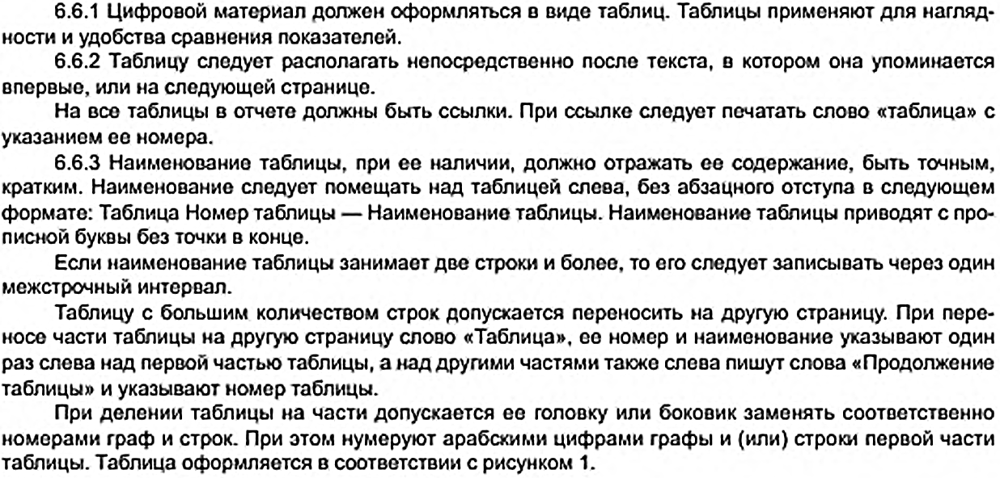 6.6.1 Цифровой материал должен оформляться в виде таблиц. Таблицы применяют для нагляд-
ности и удобства сравнения показателей.
6.6.2 Таблицу следует располагать непосредственно после текста, в котором она упоминается
впервые, или на следующей странице.
На все таблицы в отчете должны быть ссылки. При ссылке следует печатать слово «таблица» с
указанием ее номера.
6.6.3 Наименование таблицы, при ее наличии, должно отражать ее содержание, быть точным,
кратким. Наименование следует помещать над таблицей слева, без абзацного отступа в следующем
формате: Таблица Номер таблицы — Наименование таблицы. Наименование таблицы приводят с про-
писной буквы без точки в конце.
Если наименование таблицы занимает две строки и более, то его следует записывать через один
межстрочный интервал.
Таблицу с большим количеством строк допускается переносить на другую страницу. При пере-
носе части таблицы на другую страницу слово «Таблица», ее номер и наименование указывают один
раз слева над первой частью таблицы, а над другими частями также слева пишут слова «Продолжение
таблицы» и указывают номер таблицы.
При делении таблицы на части допускается ее головку или боковик заменять соответственно
номерами граф и строк. При этом нумеруют арабскими цифрами графы и (или) строки первой части
таблицы. Таблица оформляется в соответствии с рисунком 1.